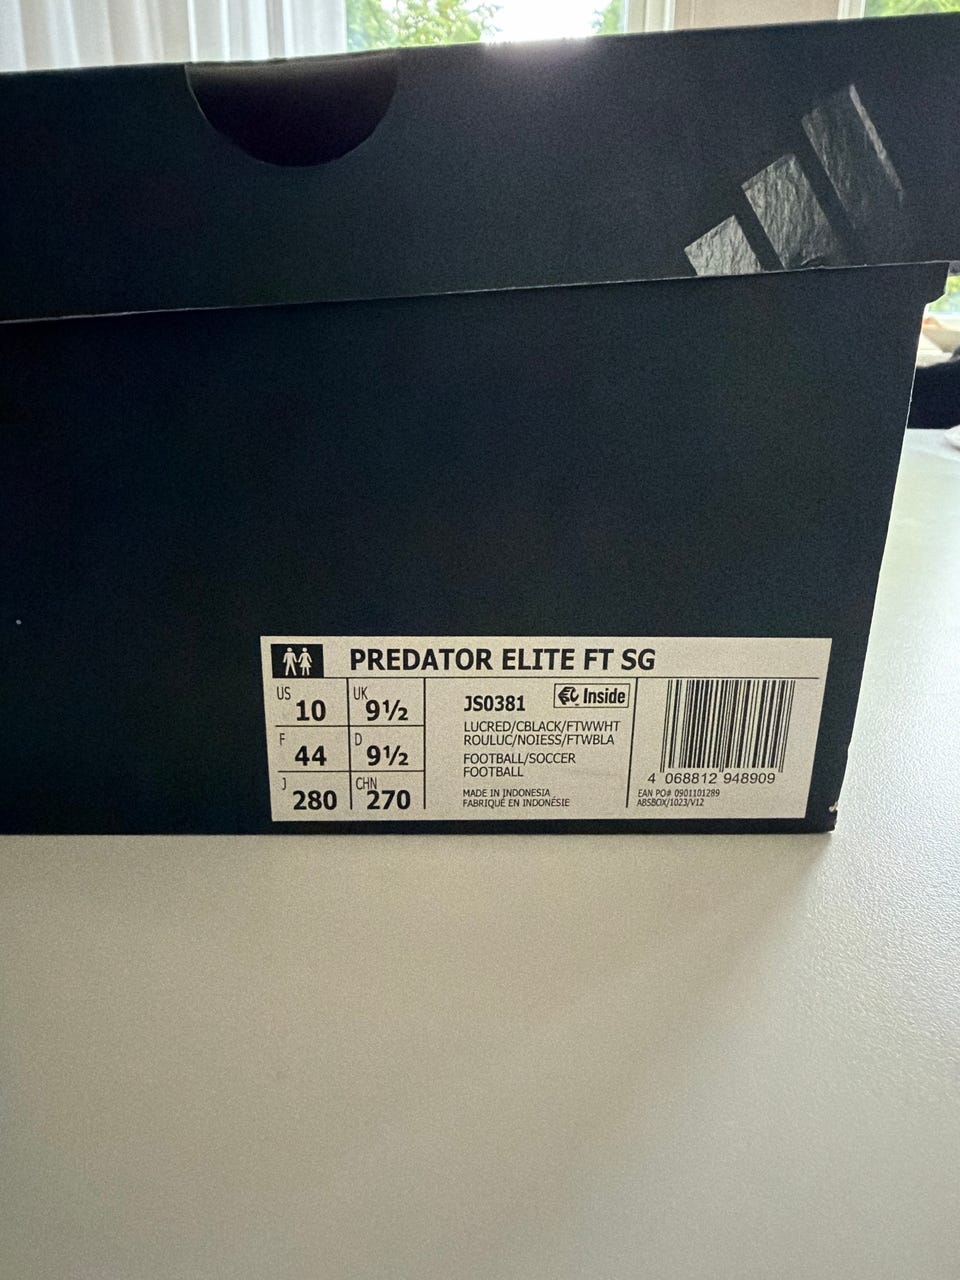 PREDATOR ELITE FT SG
US 10 UK 9½
F 44 D 9½
J 280 CHN 270
JS0381 Inside
LUCRED/CBLACK/FTWWHT
ROULUC/NOIESS/FTWBLA
FOOTBALL/SOCCER
FOOTBALL
MADE IN INDONESIA
FABRIQUÉ EN INDONÉSIE
4 068812 948909
EAN PO# 0901101289
ABSBOX/1023/V12